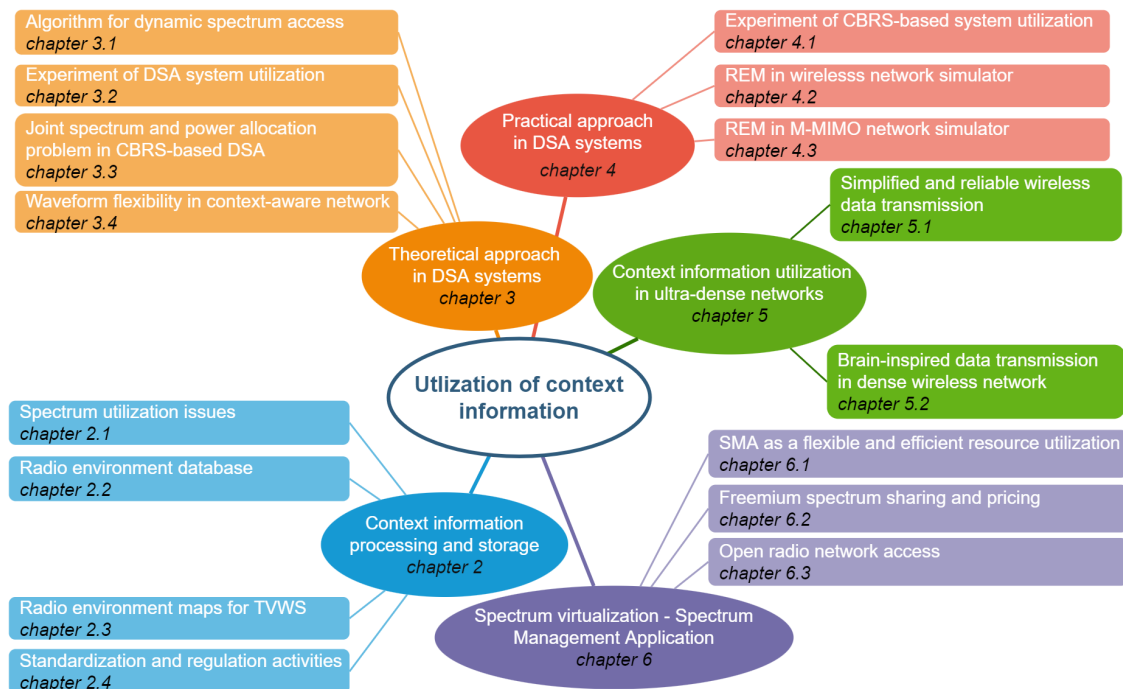 Algorithm for dynamic spectrum access
chapter 3.1
Experiment of DSA system utilization
chapter 3.2
Joint spectrum and power allocation
problem in CBRS-based DSA
chapter 3.3
Waveform flexibility in context-aware network
chapter 3.4
Theoretical approach
in DSA systems
chapter 3
Practical approach
in DSA systems
chapter 4
Experiment of CBRS-based system utilization
chapter 4.1
REM in wirelesss network simulator
chapter 4.2
REM in M-MIMO network simulator
chapter 4.3
Simplified and reliable wireless
data transmission
chapter 5.1
Context information utilization
in ultra-dense networks
chapter 5
Brain-inspired data transmission
in dense wireless network
chapter 5.2
Utlization of context
information
Spectrum utilization issues
chapter 2.1
Radio environment database
chapter 2.2
Context information
processing and storage
chapter 2
Radio environment maps for TVWS
chapter 2.3
Standardization and regulation activities
chapter 2.4
SMA as a flexible and efficient resource utilization
chapter 6.1
Freemium spectrum sharing and pricing
chapter 6.2
Open radio network access
chapter 6.3
Spectrum virtualization - Spectrum
Management Application
chapter 6